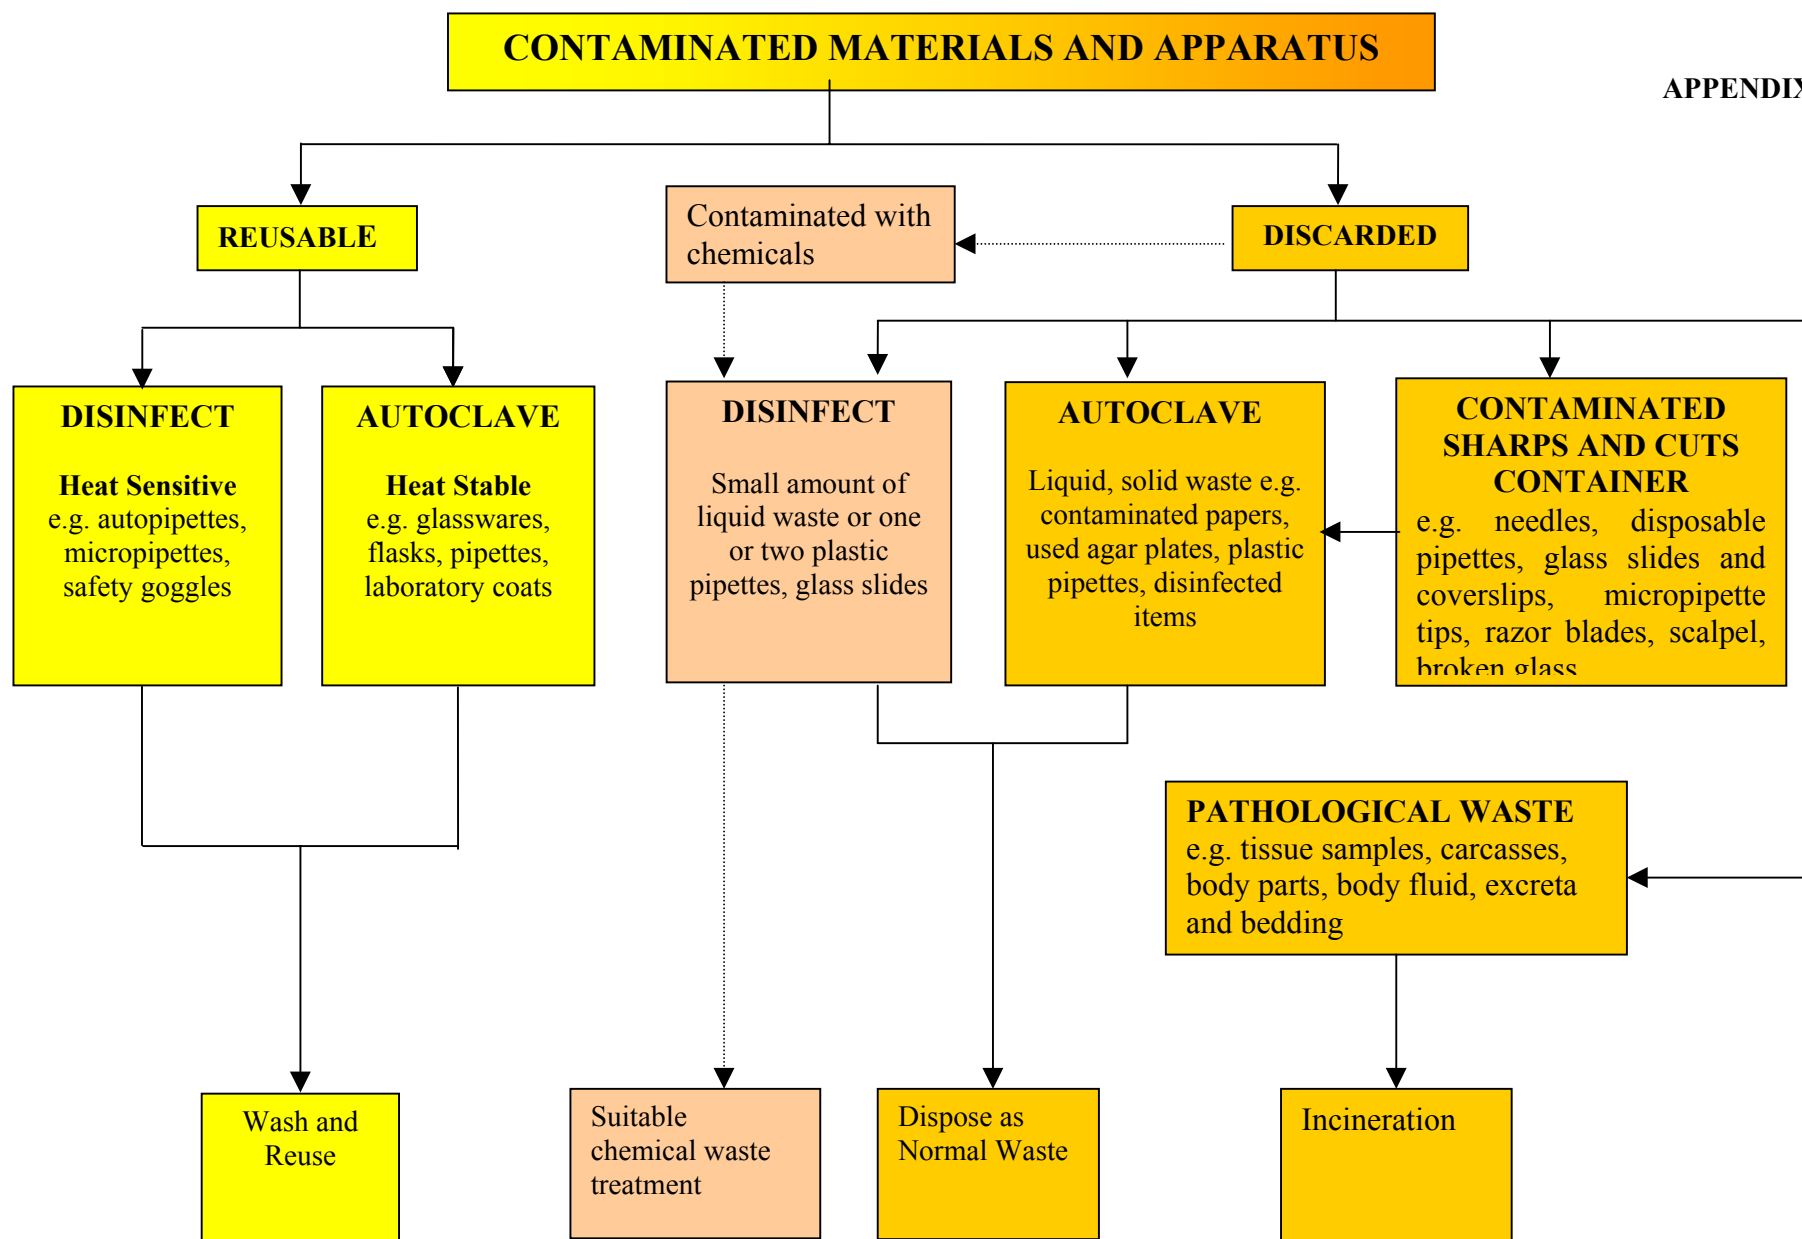 CONTAMINATED MATERIALS AND APPARATUS
APPENDIX
REUSABLE
Contaminated with
chemicals
DISCARDED
DISINFECT
Heat Sensitive
e.g. autopipettes,
micropipettes,
safety goggles
AUTOCLAVE
Heat Stable
e.g. glasswares,
flasks, pipettes,
laboratory coats
DISINFECT
Small amount of
liquid waste or one
or two plastic
pipettes, glass slides
AUTOCLAVE
Liquid, solid waste e.g.
contaminated papers,
used agar plates, plastic
pipettes, disinfected
items
CONTAMINATED
SHARPS AND CUTS
CONTAINER
e.g. needles, disposable
pipettes, glass slides and
coverslips, micropipette
tips, razor blades, scalpel,
broken glass
PATHOLOGICAL WASTE
e.g. tissue samples, carcasses,
body parts, body fluid, excreta
and bedding
Wash and
Reuse
Suitable
chemical waste
treatment
Dispose as
Normal Waste
Incineration